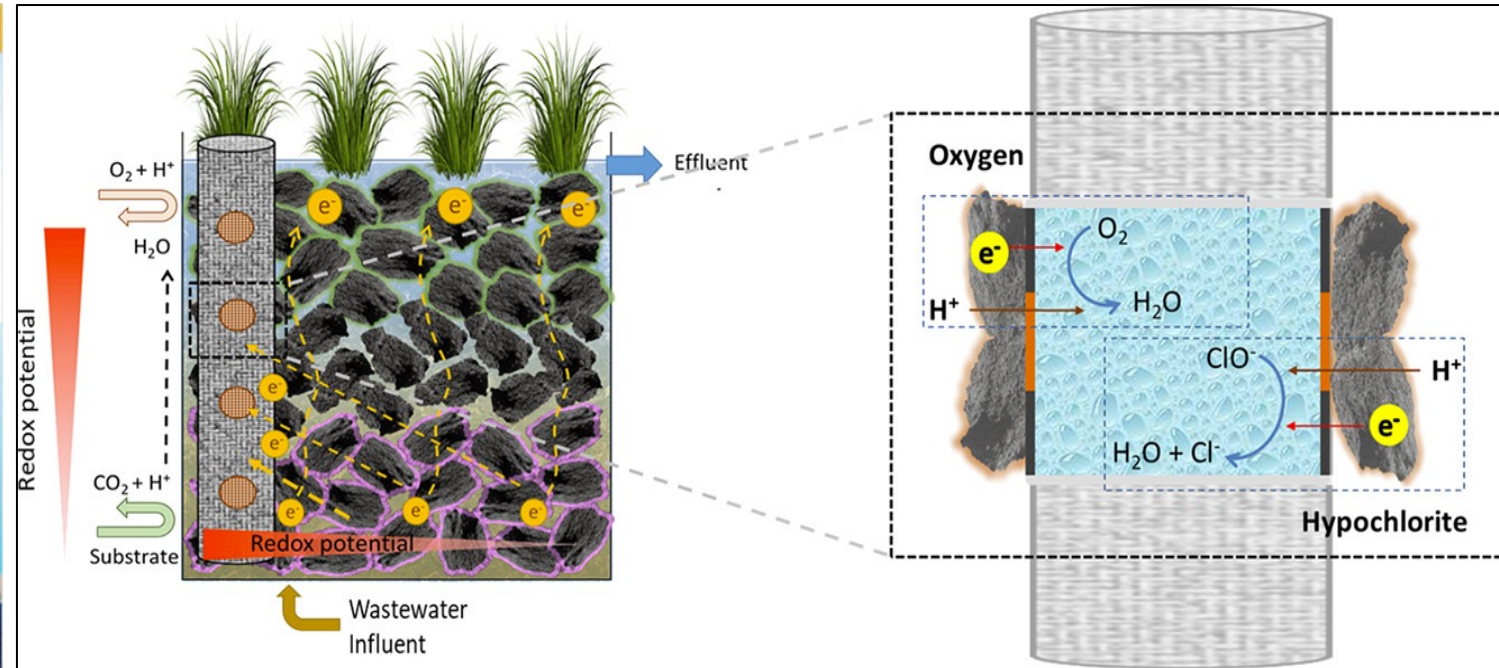 O₂ + H⁺
H₂O
Redox potential
CO₂ + H⁺
Substrate
e⁻
e⁻
e⁻
e⁻
e⁻
e⁻
e⁻
e⁻
Redox potential
Effluent
Wastewater
Influent
Oxygen
e⁻
O₂
H⁺
H₂O
ClO⁻
H⁺
e⁻
H₂O + Cl⁻
Hypochlorite